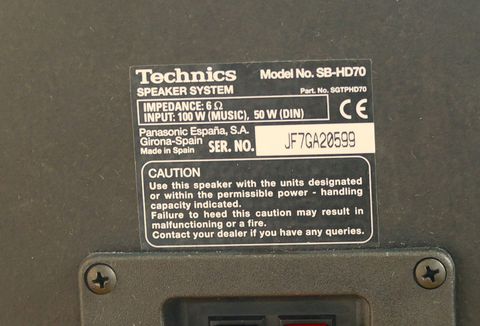 Technics Model No. SB-HD70
SPEAKER SYSTEM Part. No. SGTPHD70
IMPEDANCE: 6 Ω
INPUT: 100 W (MUSIC), 50 W (DIN)
CE
Panasonic España, S.A.
Girona-Spain
Made in Spain SER. NO. JF7GA20599
CAUTION
Use this speaker with the units designated
or within the permissible power - handling
capacity indicated.
Failure to heed this caution may result in
malfunctioning or a fire.
Contact your dealer if you have any queries.